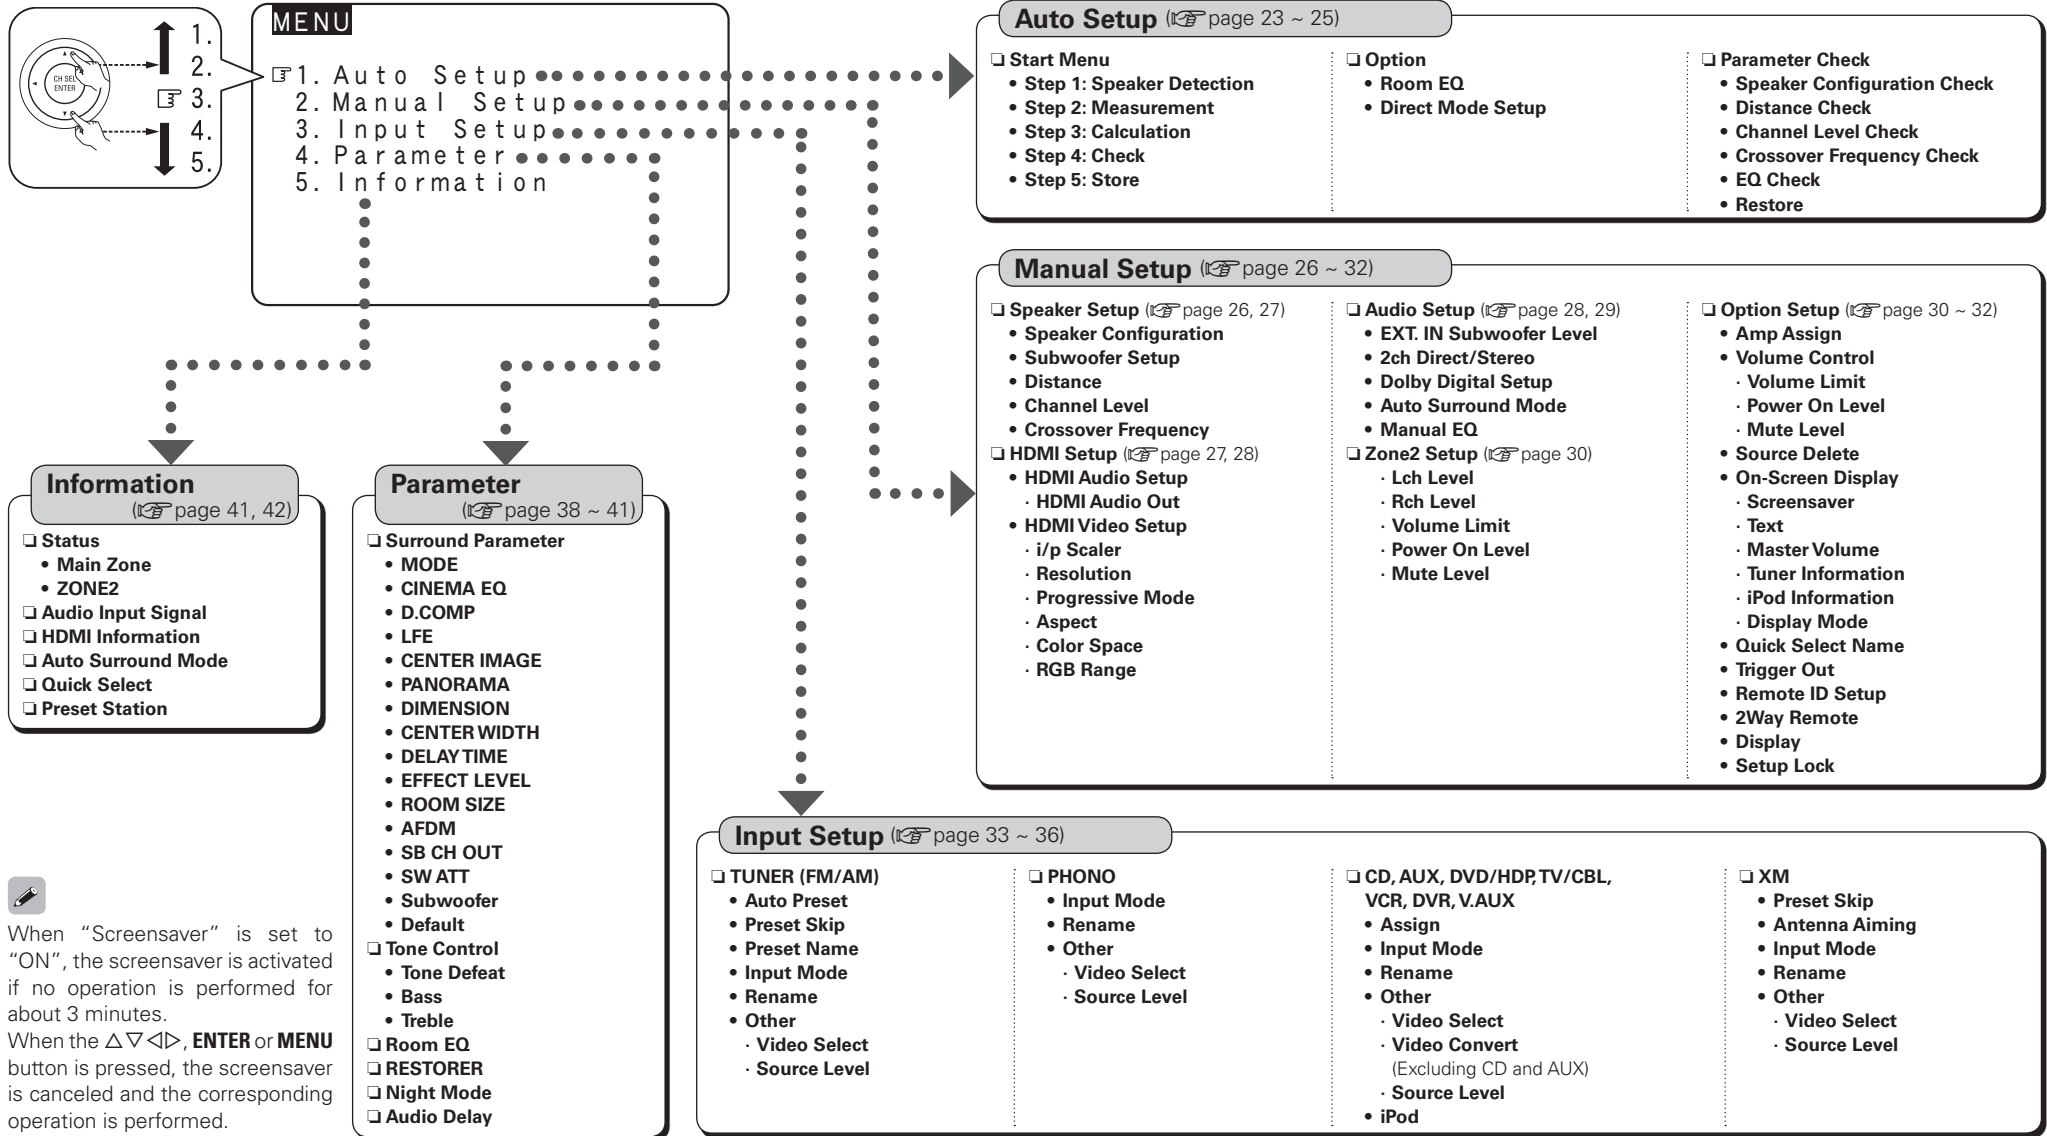 1.
2.
3.
4.
5.
CH SEL
ENTER
MENU
☞1. Auto Setup
2. Manual Setup
3. Input Setup
4. Parameter
5. Information
Auto Setup (☞page 23 ~ 25)
❏ Start Menu
• Step 1: Speaker Detection
• Step 2: Measurement
• Step 3: Calculation
• Step 4: Check
• Step 5: Store
❏ Option
• Room EQ
• Direct Mode Setup
❏ Parameter Check
• Speaker Configuration Check
• Distance Check
• Channel Level Check
• Crossover Frequency Check
• EQ Check
• Restore
Manual Setup (☞page 26 ~ 32)
❏ Speaker Setup (☞page 26, 27)
• Speaker Configuration
• Subwoofer Setup
• Distance
• Channel Level
• Crossover Frequency
❏ HDMI Setup (☞page 27, 28)
• HDMI Audio Setup
· HDMI Audio Out
• HDMI Video Setup
· i/p Scaler
· Resolution
· Progressive Mode
· Aspect
· Color Space
· RGB Range
❏ Audio Setup (☞page 28, 29)
• EXT. IN Subwoofer Level
• 2ch Direct/Stereo
• Dolby Digital Setup
• Auto Surround Mode
• Manual EQ
❏ Zone2 Setup (☞page 30)
· Lch Level
· Rch Level
· Volume Limit
· Power On Level
· Mute Level
❏ Option Setup (☞page 30 ~ 32)
• Amp Assign
• Volume Control
· Volume Limit
· Power On Level
· Mute Level
• Source Delete
• On-Screen Display
· Screensaver
· Text
· Master Volume
· Tuner Information
· iPod Information
· Display Mode
• Quick Select Name
• Trigger Out
• Remote ID Setup
• 2Way Remote
• Display
• Setup Lock
Information
(☞page 41, 42)
❏ Status
• Main Zone
• ZONE2
❏ Audio Input Signal
❏ HDMI Information
❏ Auto Surround Mode
❏ Quick Select
❏ Preset Station
Parameter
(☞page 38 ~ 41)
❏ Surround Parameter
• MODE
• CINEMA EQ
• D.COMP
• LFE
• CENTER IMAGE
• PANORAMA
• DIMENSION
• CENTER WIDTH
• DELAY TIME
• EFFECT LEVEL
• ROOM SIZE
• AFDM
• SB CH OUT
• SW ATT
• Subwoofer
• Default
❏ Tone Control
• Tone Defeat
• Bass
• Treble
❏ Room EQ
❏ RESTORER
❏ Night Mode
❏ Audio Delay
Input Setup (☞page 33 ~ 36)
❏ TUNER (FM/AM)
• Auto Preset
• Preset Skip
• Preset Name
• Input Mode
• Rename
• Other
· Video Select
· Source Level
❏ PHONO
• Input Mode
• Rename
• Other
· Video Select
· Source Level
❏ CD, AUX, DVD/HDP, TV/CBL,
VCR, DVR, V.AUX
• Assign
• Input Mode
• Rename
• Other
· Video Select
· Video Convert
(Excluding CD and AUX)
· Source Level
• iPod
❏ XM
• Preset Skip
• Antenna Aiming
• Input Mode
• Rename
• Other
· Video Select
· Source Level
When “Screensaver” is set to
“ON”, the screensaver is activated
if no operation is performed for
about 3 minutes.
When the △▽◁▷, ENTER or MENU
button is pressed, the screensaver
is canceled and the corresponding
operation is performed.